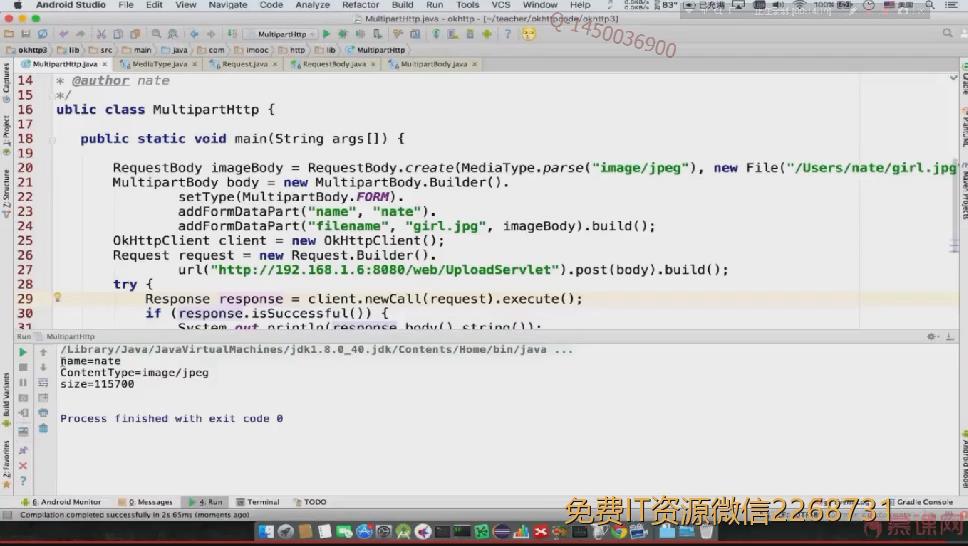 Android Studio File Edit View Navigate Code Analyze Refactor Build Run Tools VCS Window Help
MultipartHttp.java - okhttp - [~/teacher/okhttpcode/okhttp3]
Q 1450036900
MultipartHttp
okhttp3 lib src main java com imooc http lib MultipartHttp
MultipartHttp.java MediaType.java Request.java RequestBody.java MultipartBody.java
14 * @author nate
15 */
16 ublic class MultipartHttp {
17
18 public static void main(String args[]) {
19
20 RequestBody imageBody = RequestBody.create(MediaType.parse("image/jpeg"), new File("/Users/nate/girl.jpg
21 MultipartBody body = new MultipartBody.Builder().
22 setType(MultipartBody.FORM).
23 addFormDataPart("name", "nate").
24 addFormDataPart("filename", "girl.jpg", imageBody).build();
25 OkHttpClient client = new OkHttpClient();
26 Request request = new Request.Builder().
27 url("http://192.168.1.6:8080/web/UploadServlet").post(body).build();
28 try {
29 Response response = client.newCall(request).execute();
30 if (response.isSuccessful()) {
31 System.out.println(response.body().string());
Run MultipartHttp
/Library/Java/JavaVirtualMachines/jdk1.8.0_40.jdk/Contents/Home/bin/java ...
name=nate
ContentType=image/jpeg
size=115700
Process finished with exit code 0
Captures
1: Project
7: Structure
Build Variants
2: Favorites
6: Android Monitor 0: Messages 4: Run Terminal TODO
Gradle Console
Compilation completed successfully in 2s 65ms (moments ago)
免费IT资源微信2268731
慕课网